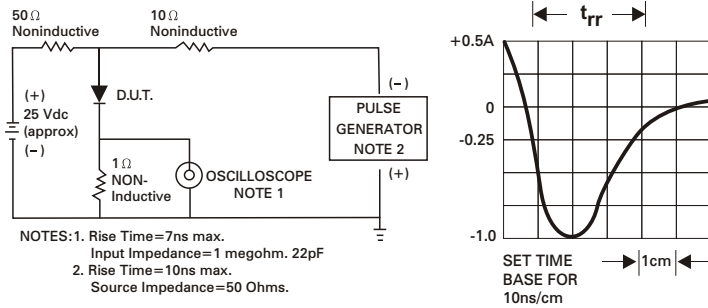 50Ω
Noninductive
10Ω
Noninductive
(+)
25 Vdc
(approx)
(-)
D.U.T.
1Ω
NON-
Inductive
OSCILLOSCOPE
NOTE 1
(-)
PULSE
GENERATOR
NOTE 2
(+)
NOTES:1. Rise Time=7ns max.
Input Impedance=1 megohm. 22pF
2. Rise Time=10ns max.
Source Impedance=50 Ohms.
trr
+0.5A
0
-0.25
-1.0
SET TIME
BASE FOR
10ns/cm
1cm